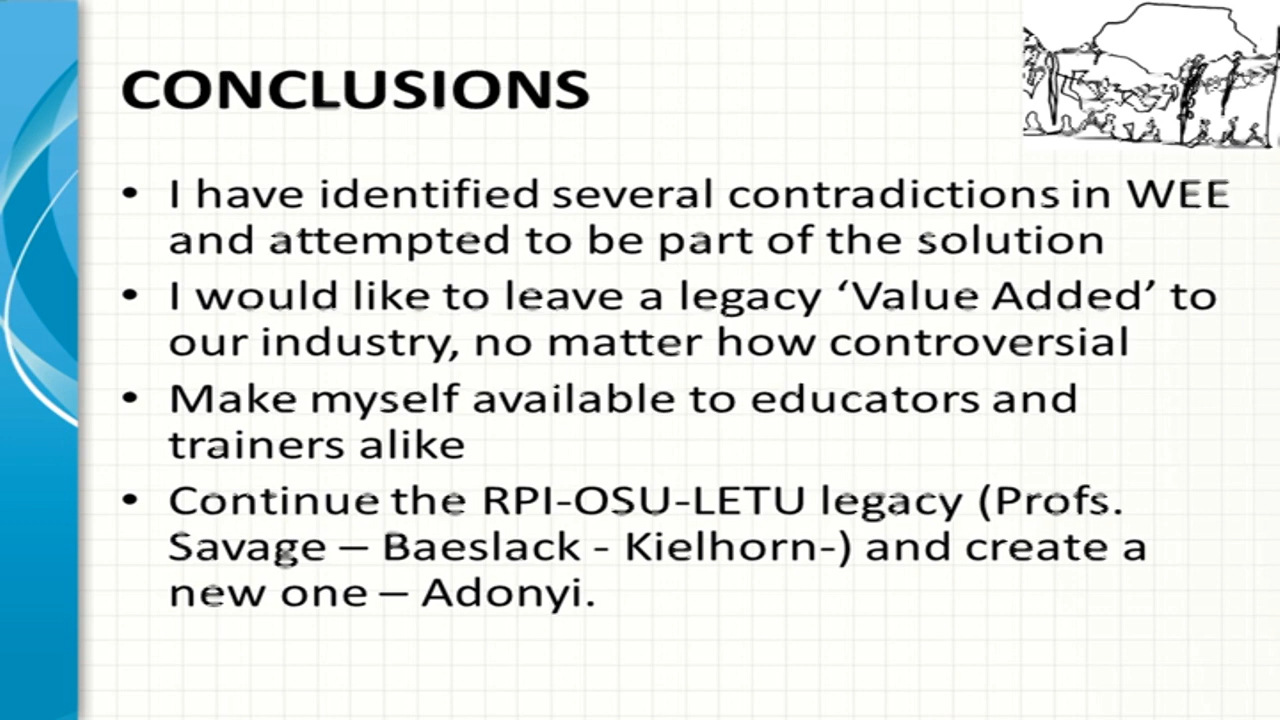 CONCLUSIONS
• I have identified several contradictions in WEE
and attempted to be part of the solution
• I would like to leave a legacy ‘Value Added’ to
our industry, no matter how controversial
• Make myself available to educators and
trainers alike
• Continue the RPI-OSU-LETU legacy (Profs.
Savage – Baeslack - Kielhorn-) and create a
new one – Adonyi.